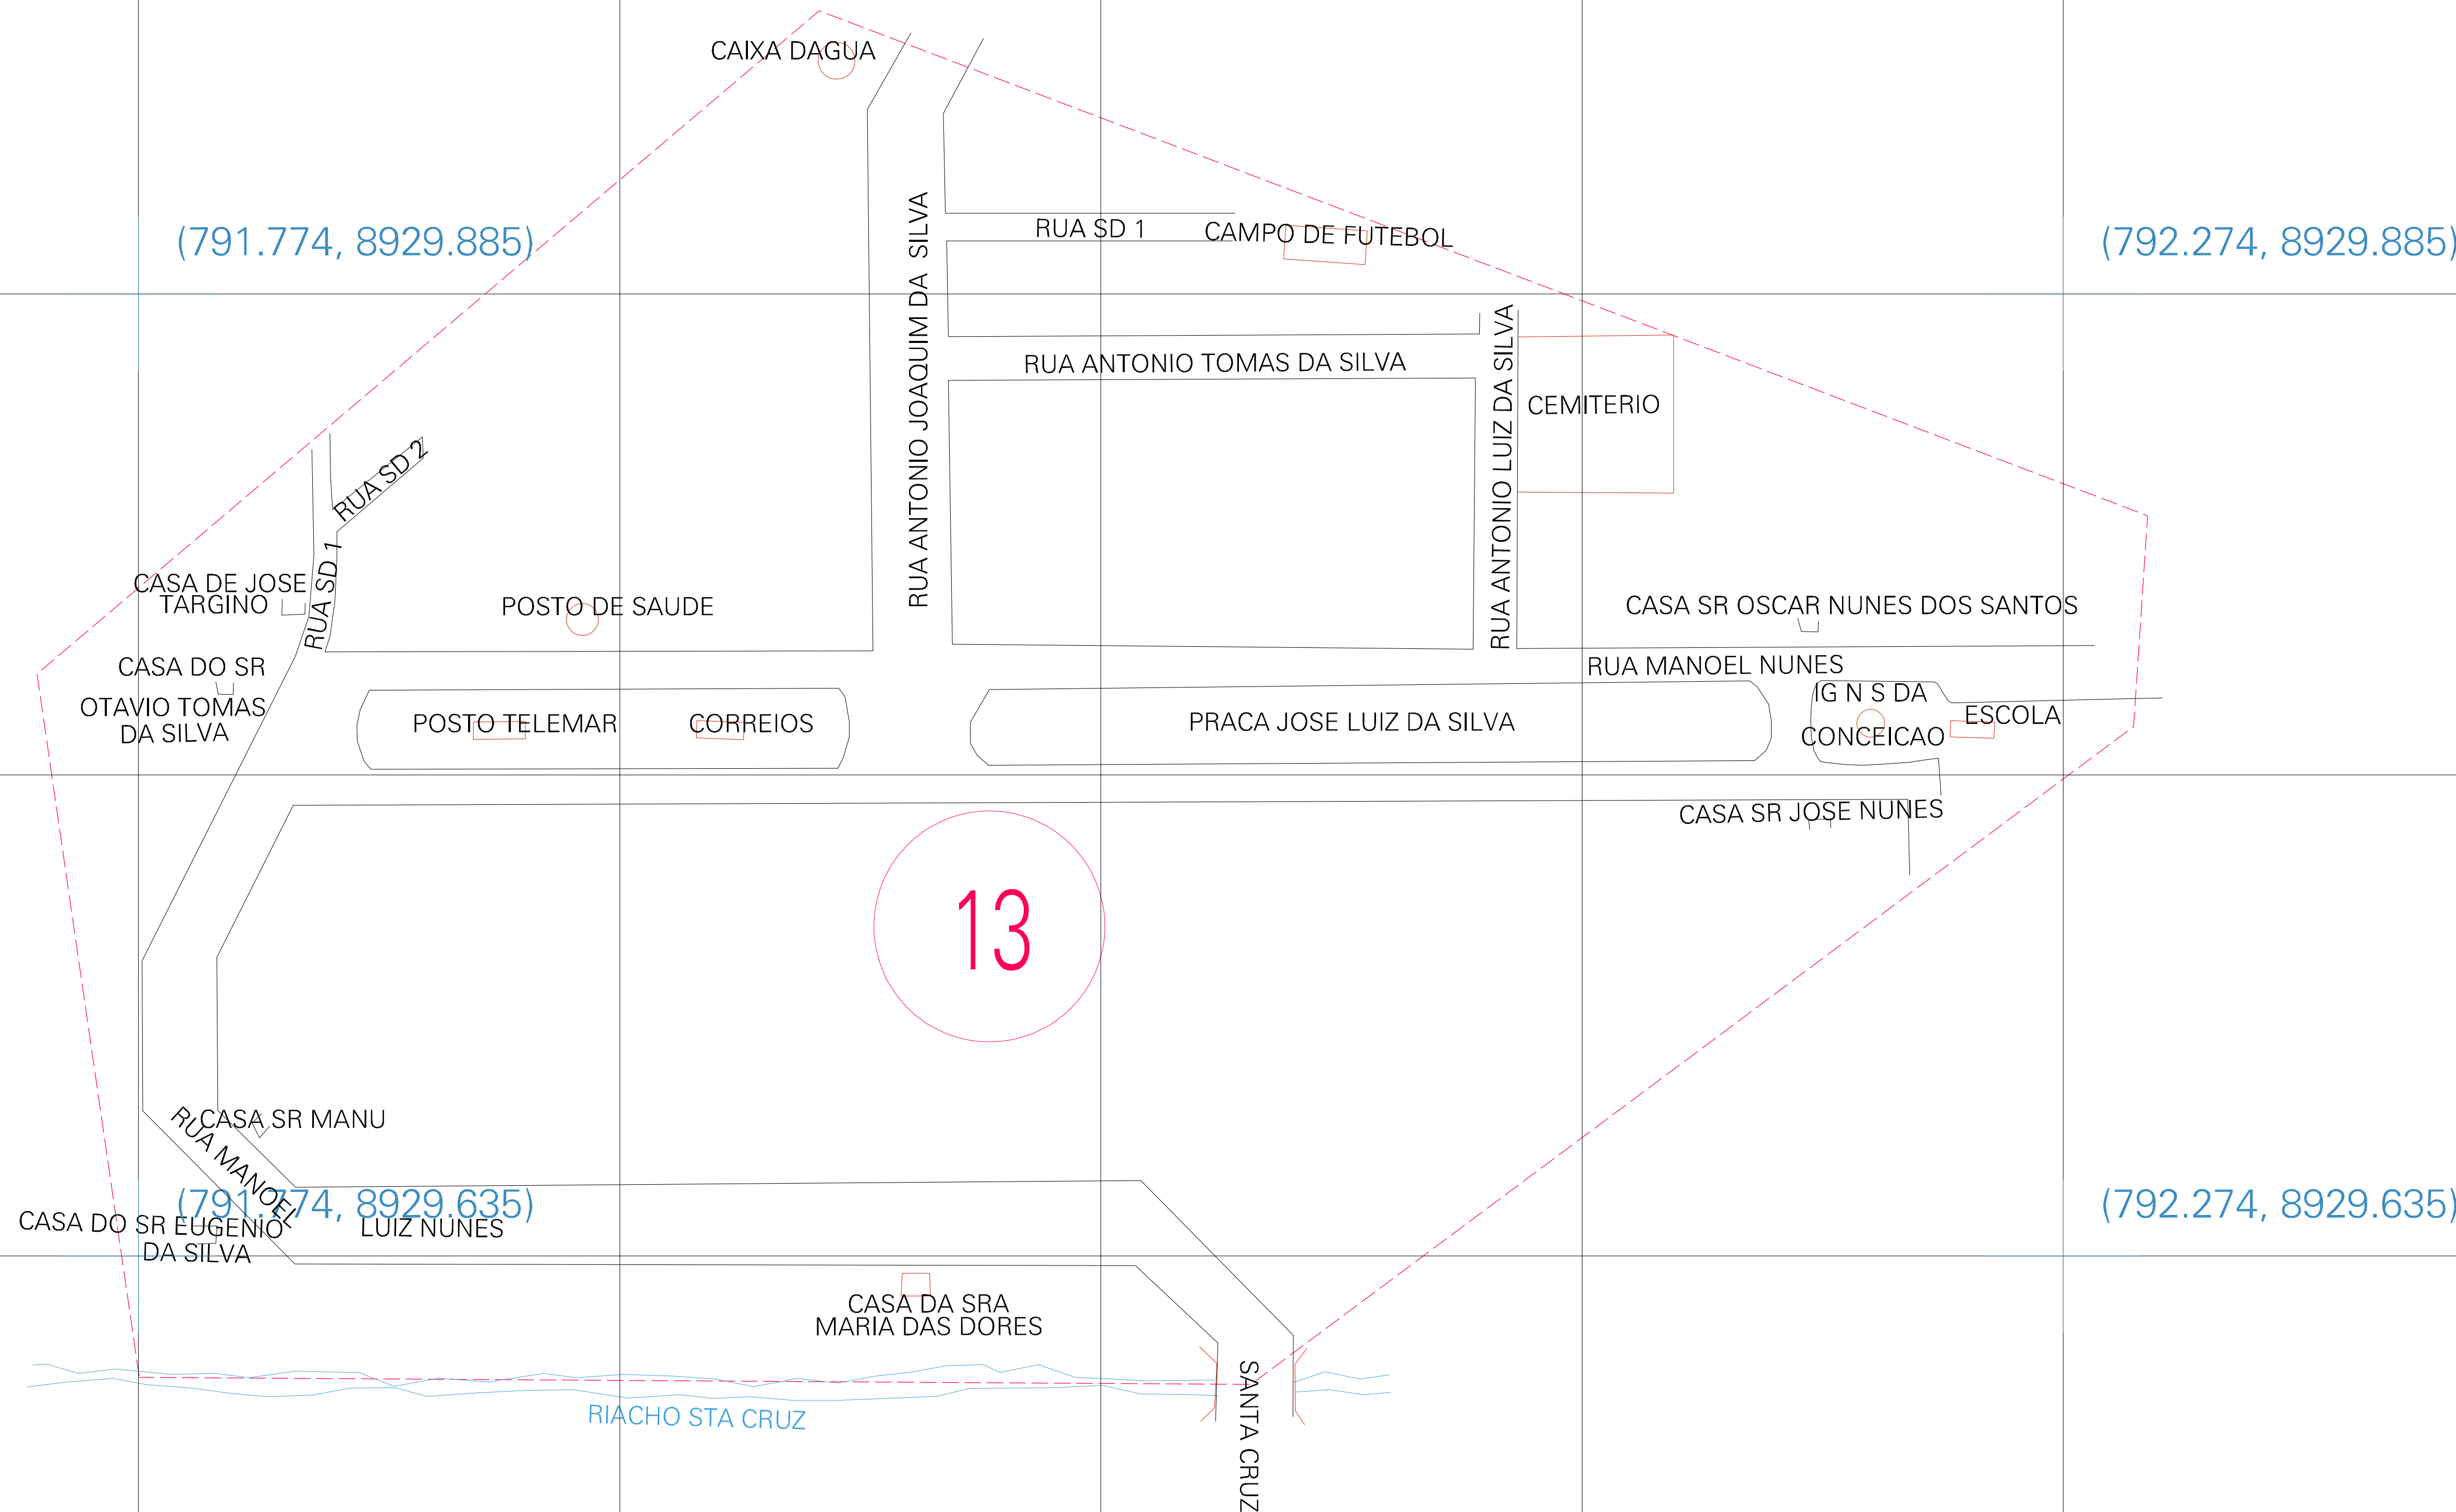 CAIXA DAGUA
(791.774, 8929.885)
RUA SD 1
CAMPO DE FUTEBOL
(792.274, 8929.885)
RUA ANTONIO JOAQUIM DA SILVA
RUA ANTONIO TOMAS DA SILVA
RUA ANTONIO LUIZ DA SILVA
CEMITERIO
RUA SD 2
RUA SD 1
CASA DE JOSE
TARGINO
POSTO DE SAUDE
CASA SR OSCAR NUNES DOS SANTOS
CASA DO SR
OTAVIO TOMAS
DA SILVA
RUA MANOEL NUNES
POSTO TELEMAR
CORREIOS
PRACA JOSE LUIZ DA SILVA
IG N S DA
CONCEICAO
ESCOLA
CASA SR JOSE NUNES
13
CASA SR MANU
RUA MANOEL
LUIZ NUNES
(791.774, 8929.635)
(792.274, 8929.635)
CASA DO SR EUGENIO
DA SILVA
CASA DA SRA
MARIA DAS DORES
RIACHO STA CRUZ
SANTA CRUZ